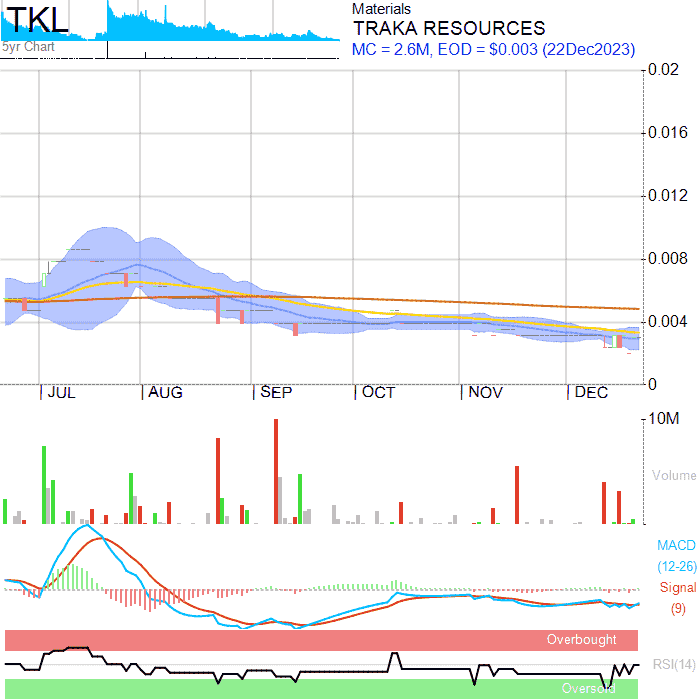 TKL
5yr Chart
Materials
TRAKA RESOURCES
MC = 2.6M, EOD = $0.003 (22Dec2023)
0.02
0.016
0.012
0.008
0.004
0
JUL AUG SEP OCT NOV DEC
10M
Volume
MACD
(12-26)
Signal
(9)
Overbought
RSI(14)
Oversold